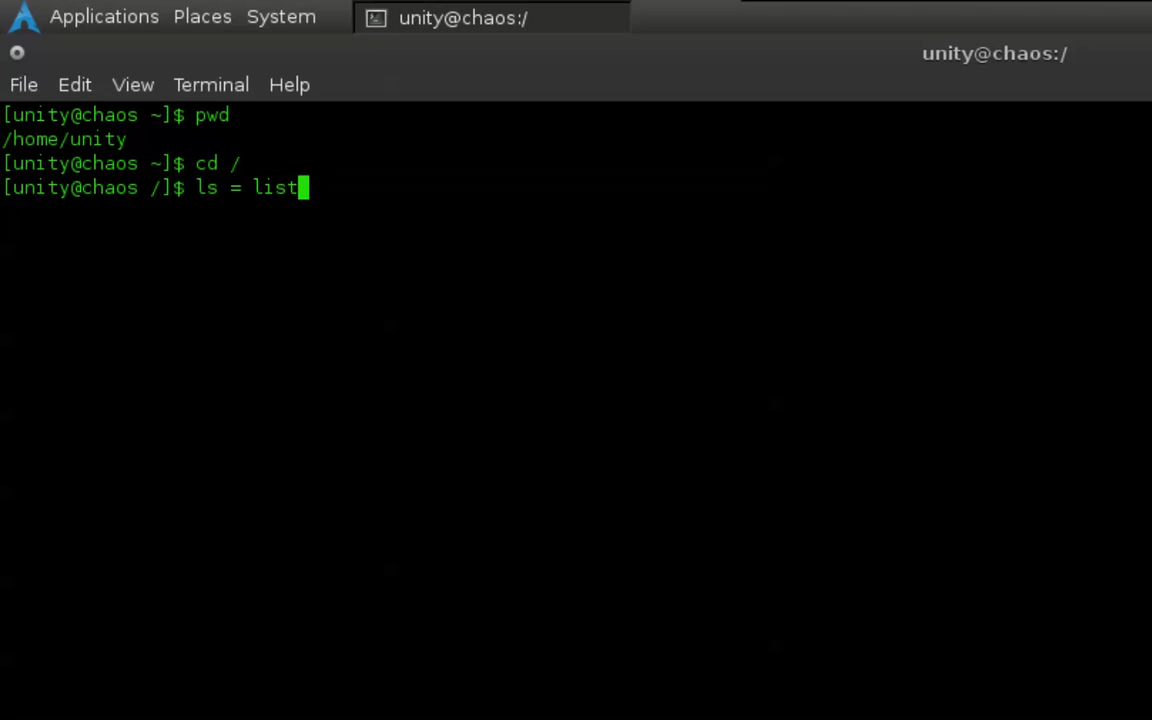 Applications Places System unity@chaos:/
unity@chaos:/
File Edit View Terminal Help
[unity@chaos ~]$ pwd
/home/unity
[unity@chaos ~]$ cd /
[unity@chaos /]$ ls = list